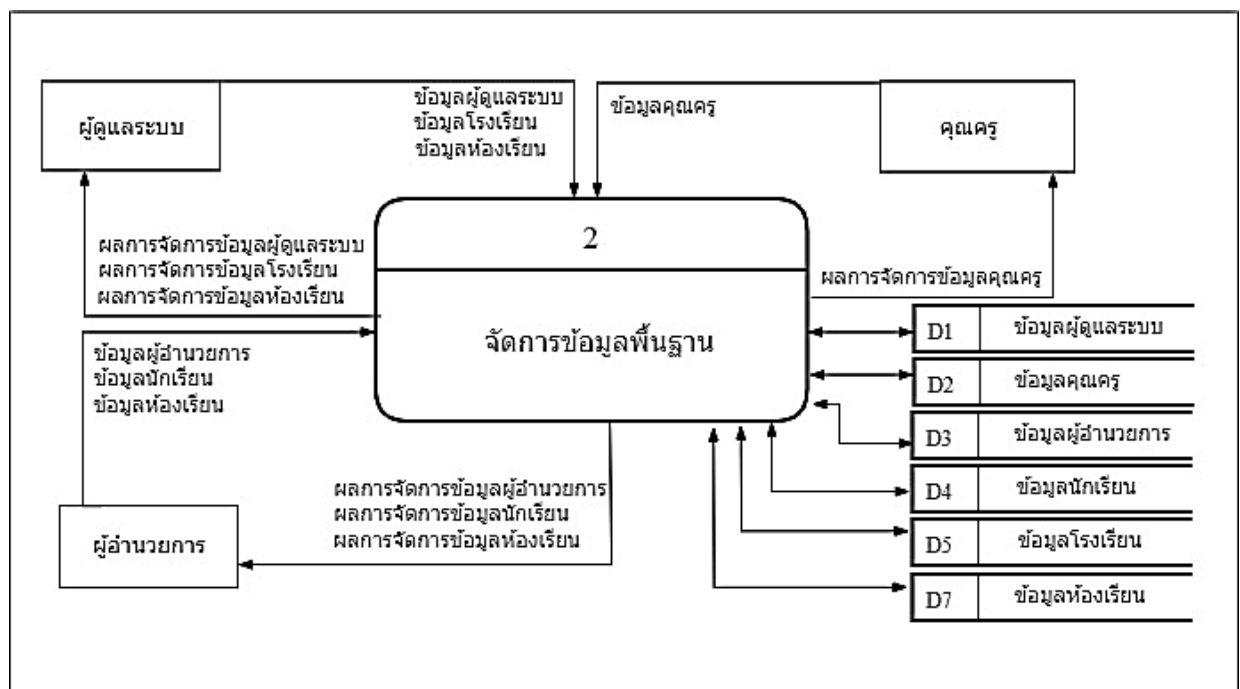 ผู้ดูแลระบบ
ข้อมูลผู้ดูแลระบบ
ข้อมูลโรงเรียน
ข้อมูลห้องเรียน
ข้อมูลคุณครู
คุณครู
2
จัดการข้อมูลพื้นฐาน
ผลการจัดการข้อมูลผู้ดูแลระบบ
ผลการจัดการข้อมูลโรงเรียน
ผลการจัดการข้อมูลห้องเรียน
ผลการจัดการข้อมูลคุณครู
ข้อมูลผู้อำนวยการ
ข้อมูลนักเรียน
ข้อมูลห้องเรียน
ผู้อำนวยการ
ผลการจัดการข้อมูลผู้อำนวยการ
ผลการจัดการข้อมูลนักเรียน
ผลการจัดการข้อมูลห้องเรียน
D1 ข้อมูลผู้ดูแลระบบ
D2 ข้อมูลคุณครู
D3 ข้อมูลผู้อำนวยการ
D4 ข้อมูลนักเรียน
D5 ข้อมูลโรงเรียน
D7 ข้อมูลห้องเรียน